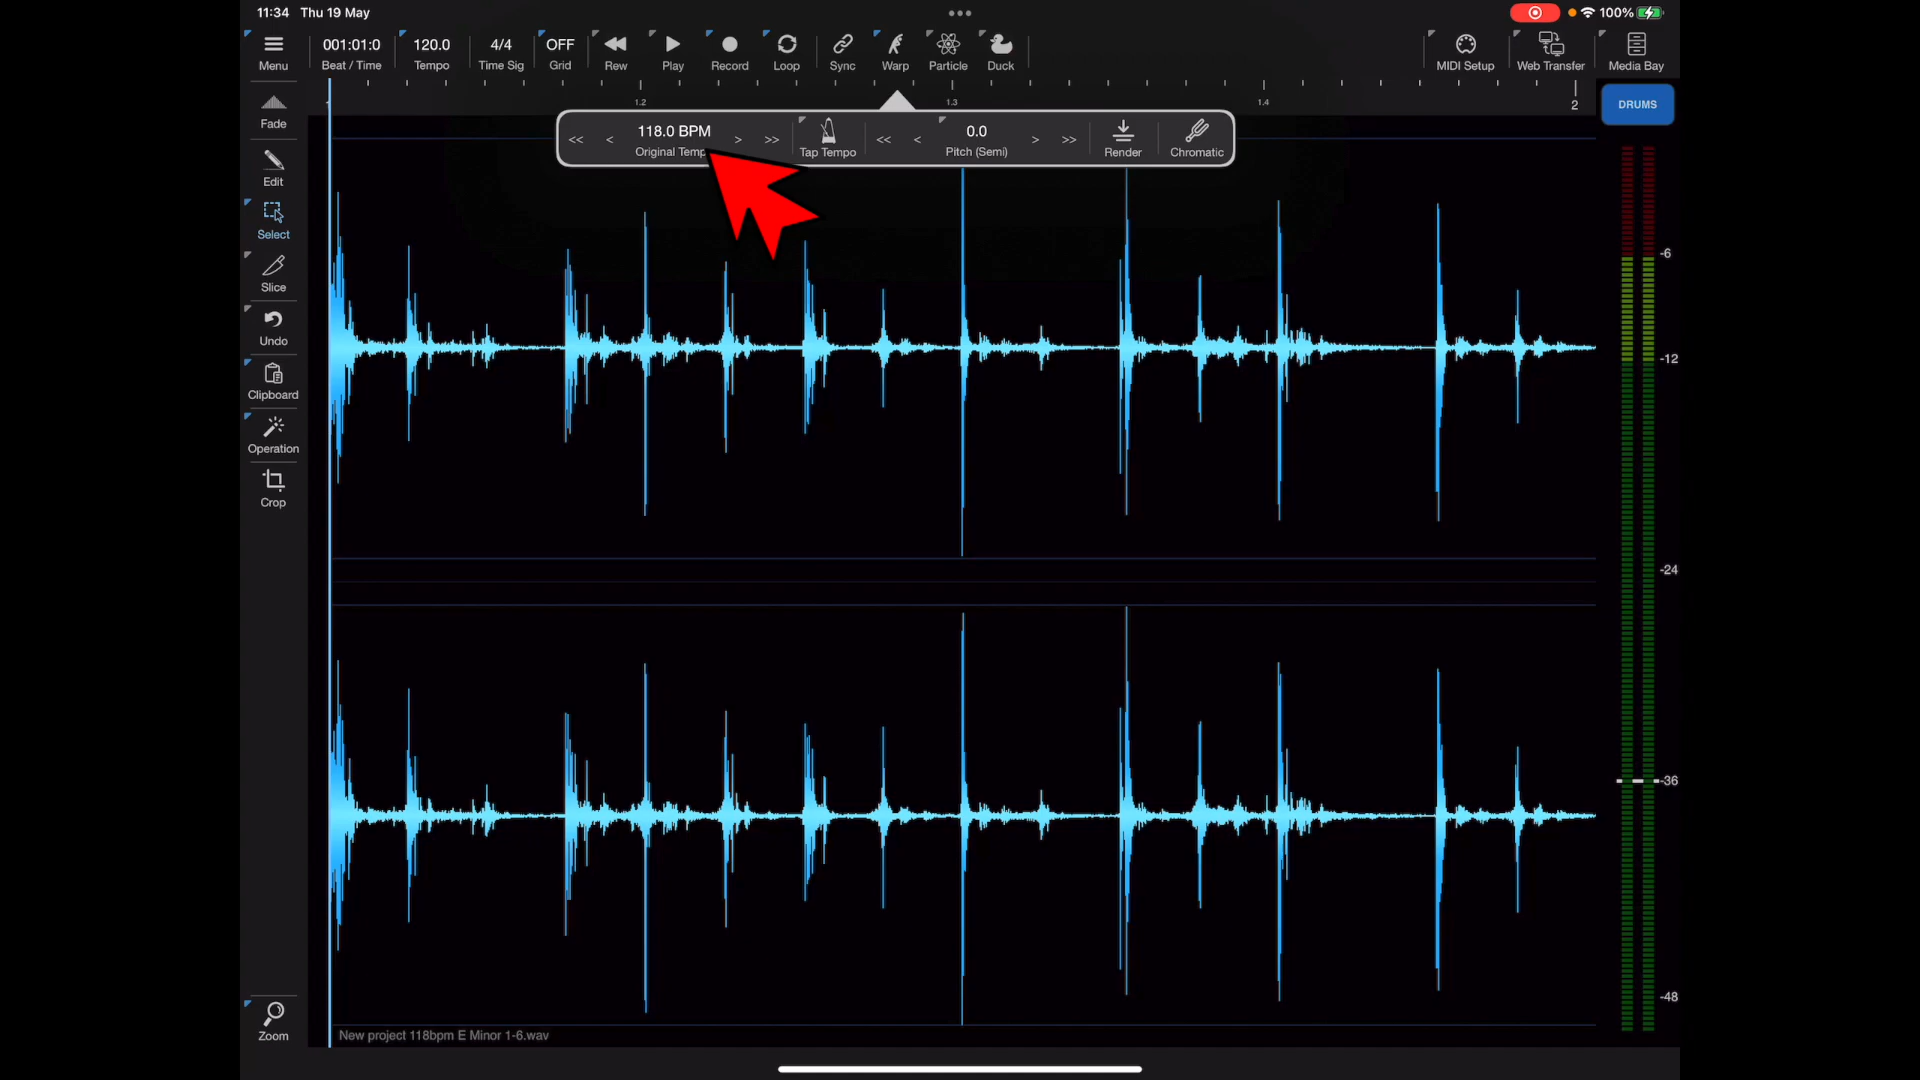 11:34 Thu 19 May
100%
Menu
001:01:0
Beat / Time
120.0
Tempo
4/4
Time Sig
OFF
Grid
Rew
Play
Record
Loop
Sync
Warp
Particle
Duck
MIDI Setup
Web Transfer
Media Bay
1.2
1.3
1.4
2
DRUMS
<<
<
118.0 BPM
Original Temp
>
>>
Tap Tempo
<<
<
0.0
Pitch (Semi)
>
>>
Render
Chromatic
Fade
Edit
Select
Slice
Undo
Clipboard
Operation
Crop
Zoom
-6
-12
-24
-36
-48
New project 118bpm E Minor 1-6.wav